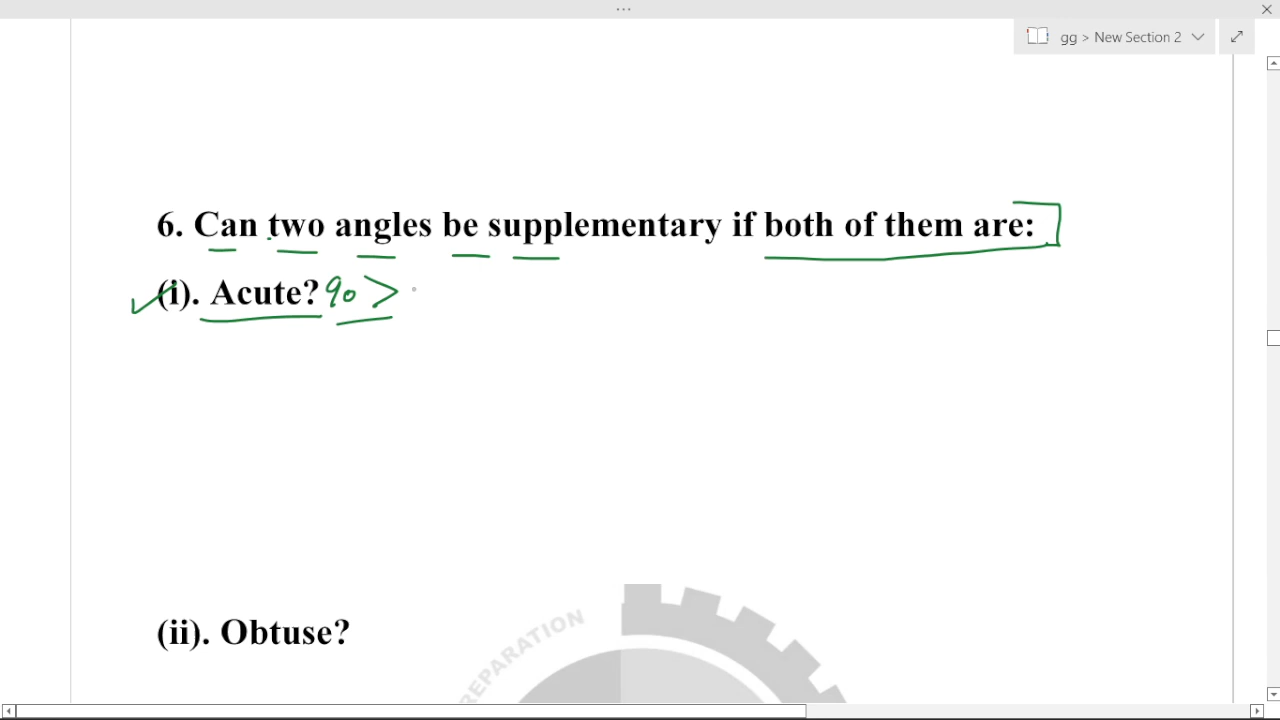 gg > New Section 2
6. Can two angles be supplementary if both of them are:
(i). Acute? 90 >
(ii). Obtuse?
REPARATION